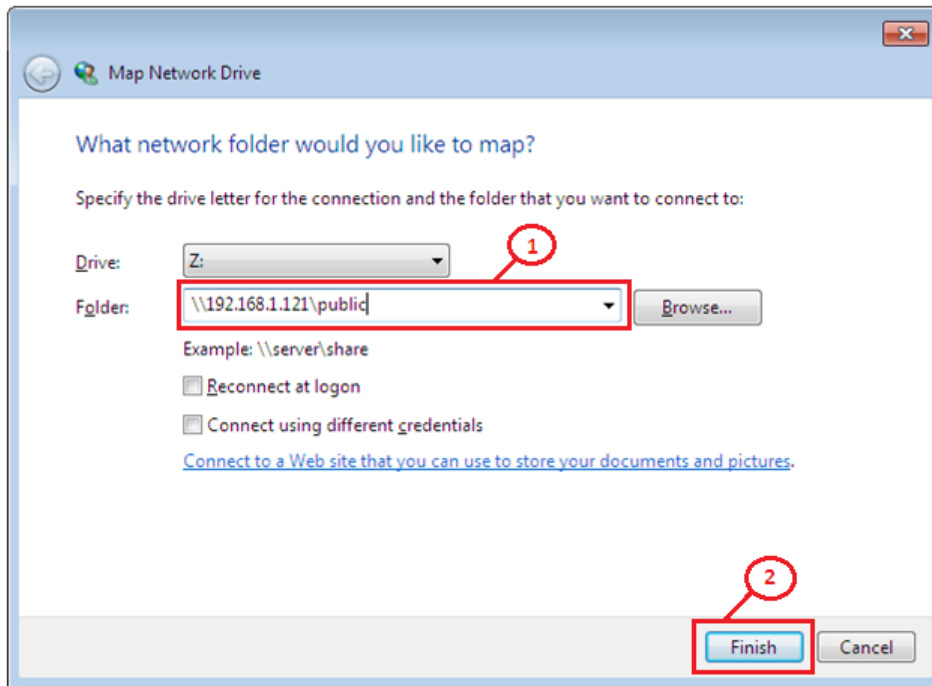 Map Network Drive
What network folder would you like to map?
Specify the drive letter for the connection and the folder that you want to connect to:
1
Drive: Z:
Folder: \\192.168.1.121\public Browse...
Example: \\server\share
Reconnect at logon
Connect using different credentials
Connect to a Web site that you can use to store your documents and pictures.
2
Finish Cancel